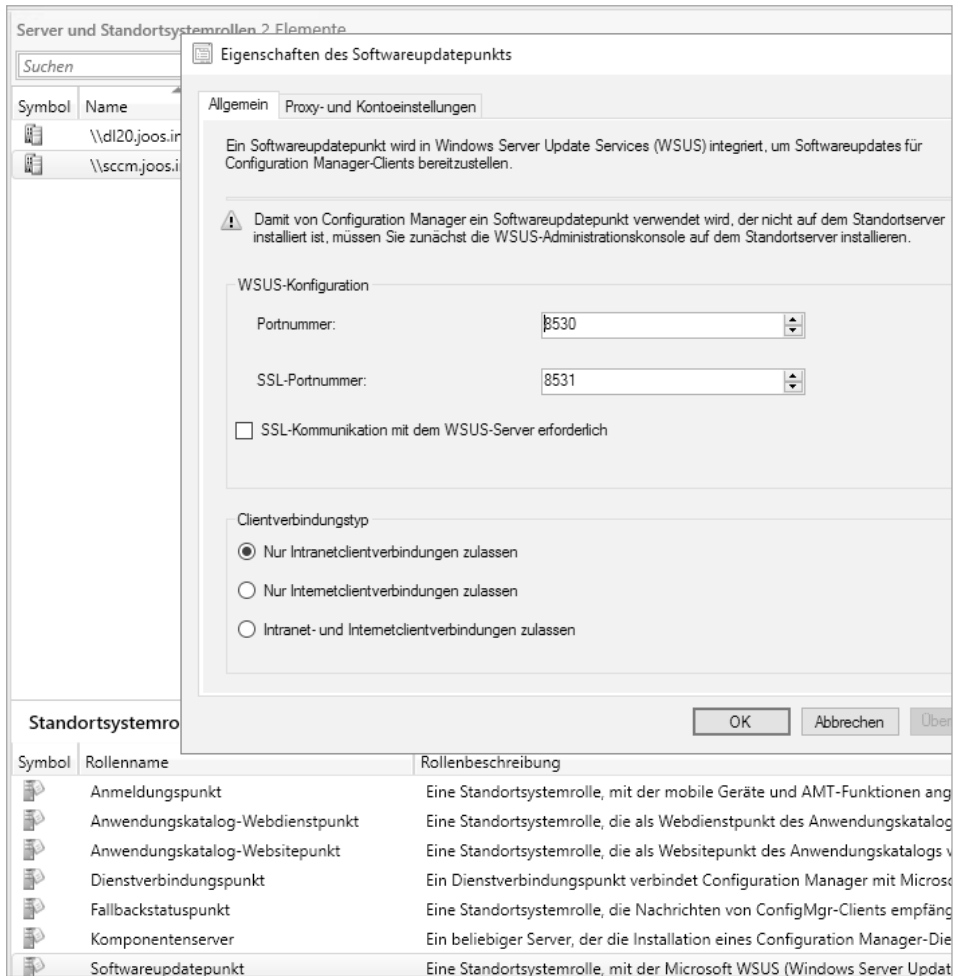 Server und Standortsystemrollen 2 Elemente
Suchen
Symbol Name
\\dl20.joos.in
\\sccm.joos.i
Eigenschaften des Softwareupdatepunkts
Allgemein Proxy- und Kontoeinstellungen
Ein Softwareupdatepunkt wird in Windows Server Update Services (WSUS) integriert, um Softwareupdates für
Configuration Manager-Clients bereitzustellen.
Damit von Configuration Manager ein Softwareupdatepunkt verwendet wird, der nicht auf dem Standortserver
installiert ist, müssen Sie zunächst die WSUS-Administrationskonsole auf dem Standortserver installieren.
WSUS-Konfiguration
Portnummer: 8530
SSL-Portnummer: 8531
SSL-Kommunikation mit dem WSUS-Server erforderlich
Clientverbindungstyp
Nur Intranetclientverbindungen zulassen
Nur Internetclientverbindungen zulassen
Intranet- und Internetclientverbindungen zulassen
OK Abbrechen Über
Standortsystemro
Symbol Rollenname Rollenbeschreibung
Anmeldungspunkt Eine Standortsystemrolle, mit der mobile Geräte und AMT-Funktionen ang
Anwendungskatalog-Webdienstpunkt Eine Standortsystemrolle, die als Webdienstpunkt des Anwendungskatalog
Anwendungskatalog-Websitepunkt Eine Standortsystemrolle, die als Websitepunkt des Anwendungskatalogs v
Dienstverbindungspunkt Ein Dienstverbindungspunkt verbindet Configuration Manager mit Microso
Fallbackstatuspunkt Eine Standortsystemrolle, die Nachrichten von ConfigMgr-Clients empfäng
Komponentenserver Ein beliebiger Server, der die Installation eines Configuration Manager-Die
Softwareupdatepunkt Eine Standortsystemrolle, mit der Microsoft WSUS (Windows Server Updat